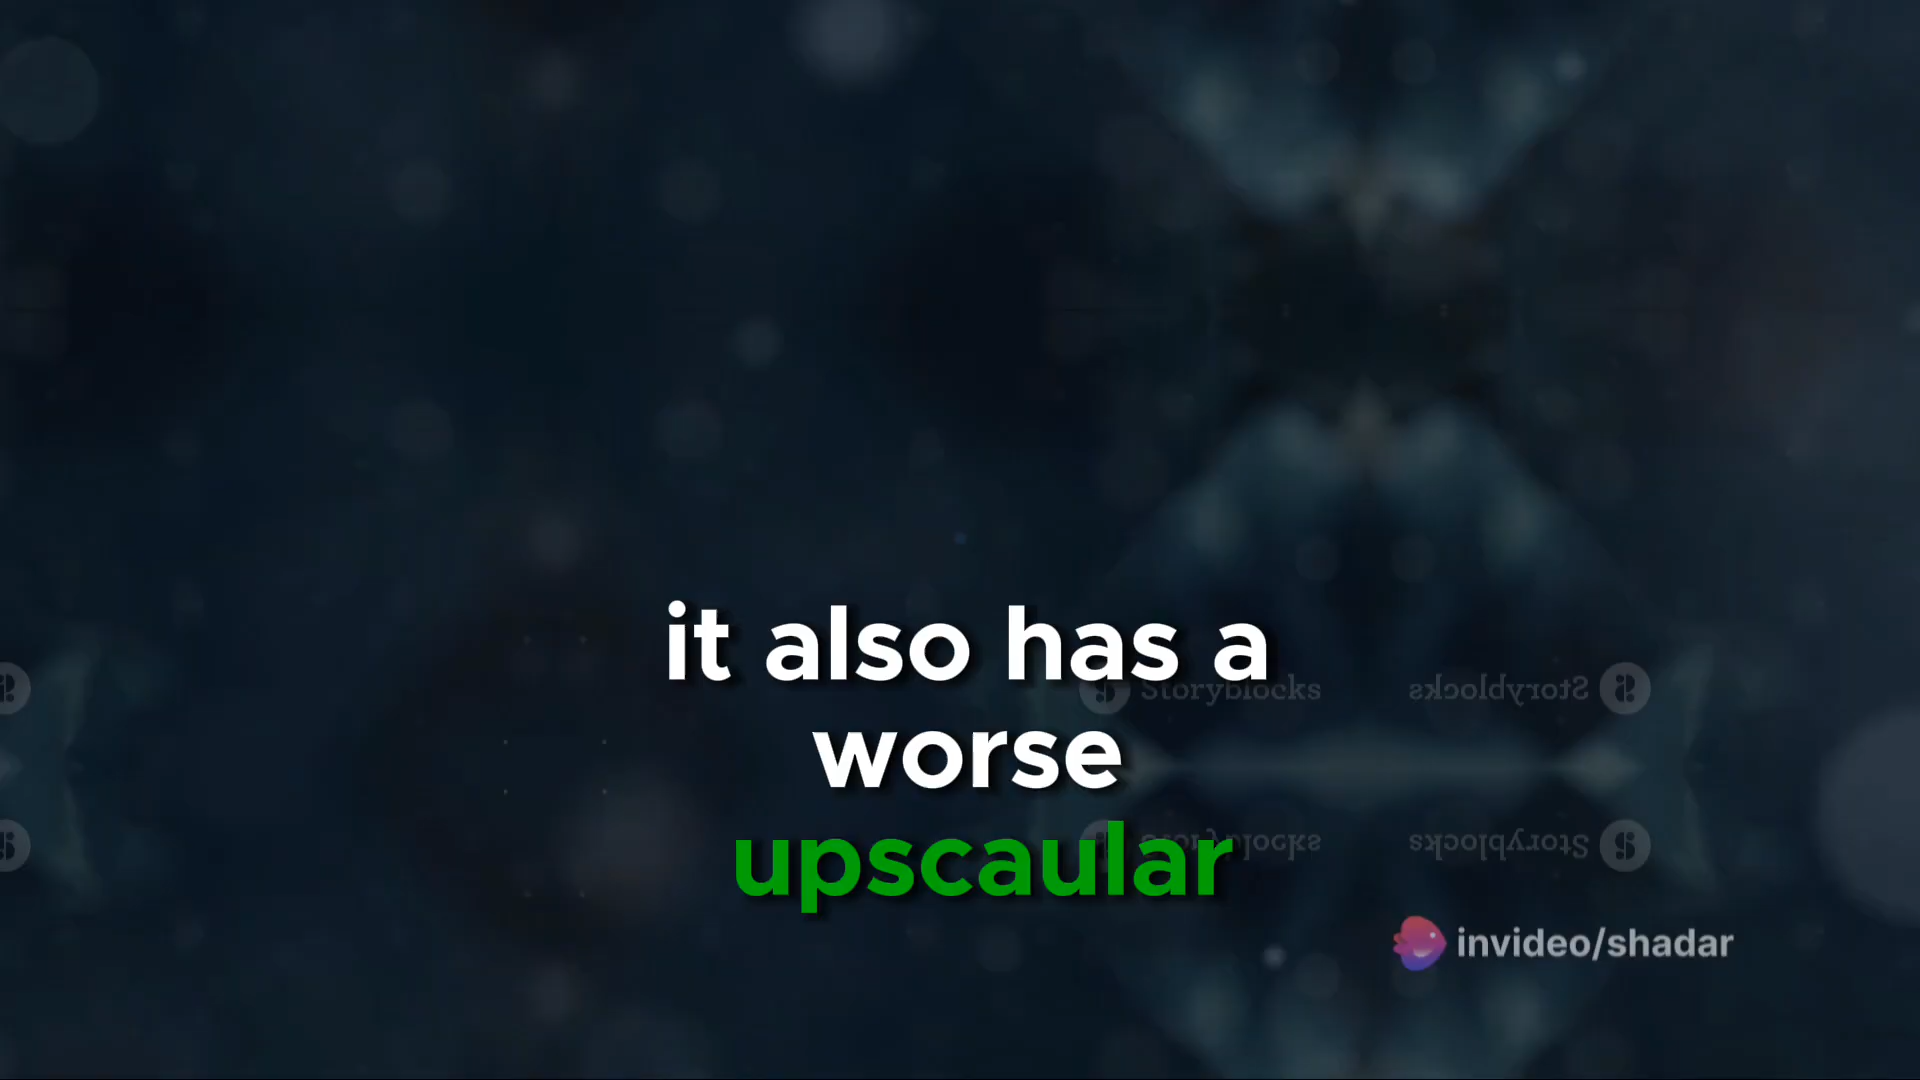 it also has a
worse
upscaular
Storyblocks
Storyblocks
Storyblocks
Storyblocks
invideo/shadar